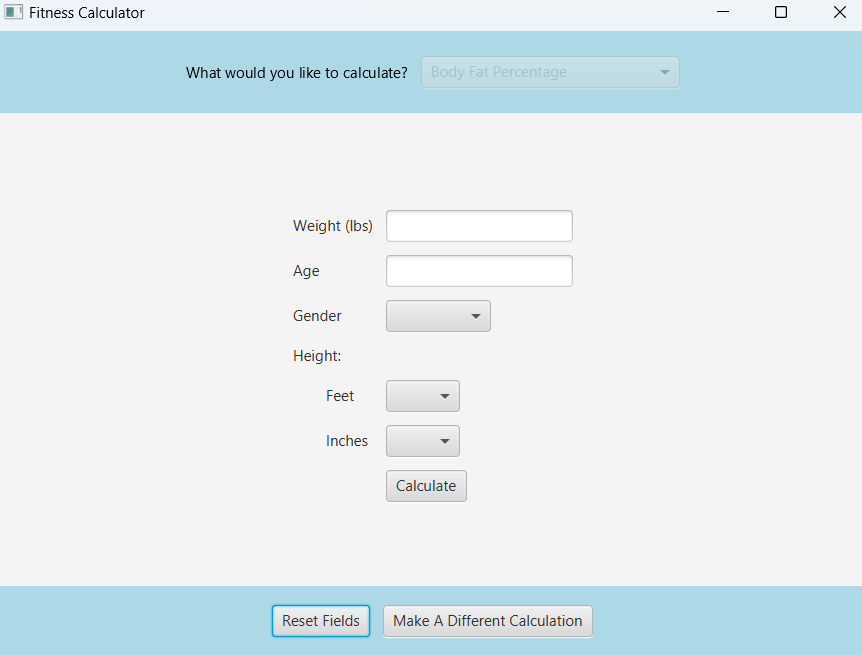 Fitness Calculator
What would you like to calculate? Body Fat Percentage
Weight (lbs)
Age
Gender
Height:
Feet
Inches
Calculate
Reset Fields Make A Different Calculation